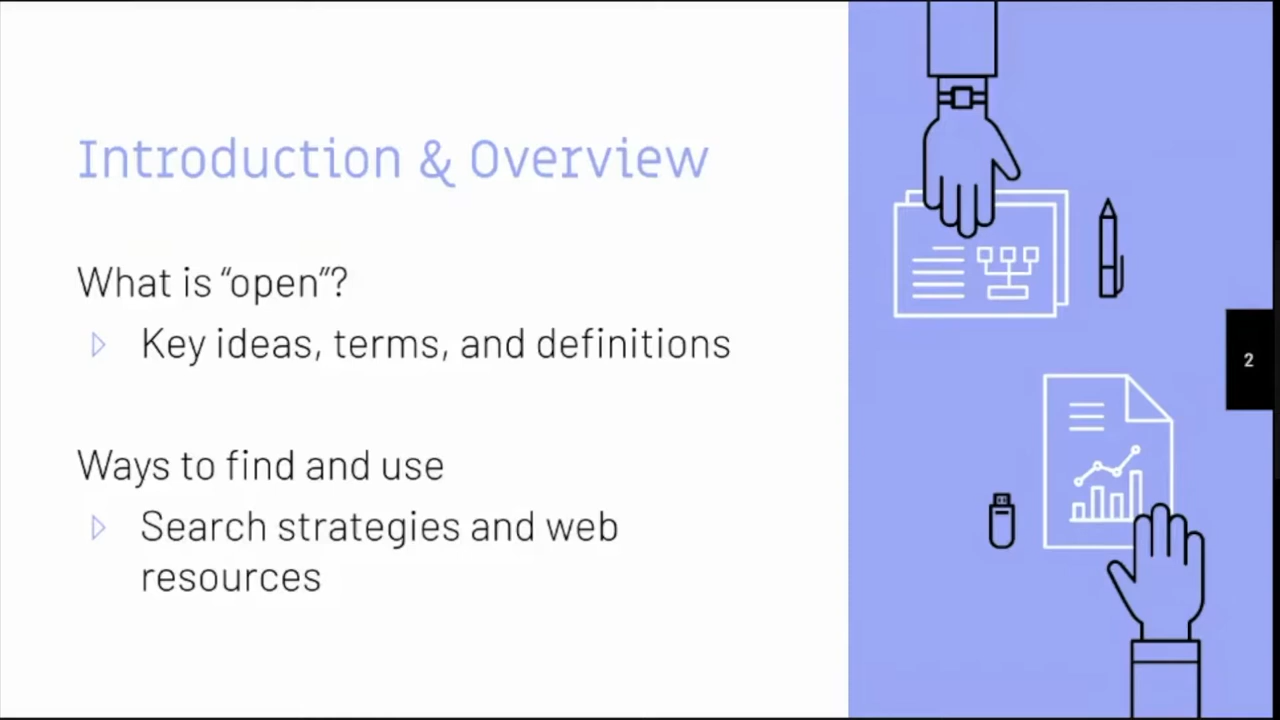 Introduction & Overview
What is “open”?
Key ideas, terms, and definitions
Ways to find and use
Search strategies and web
resources
2